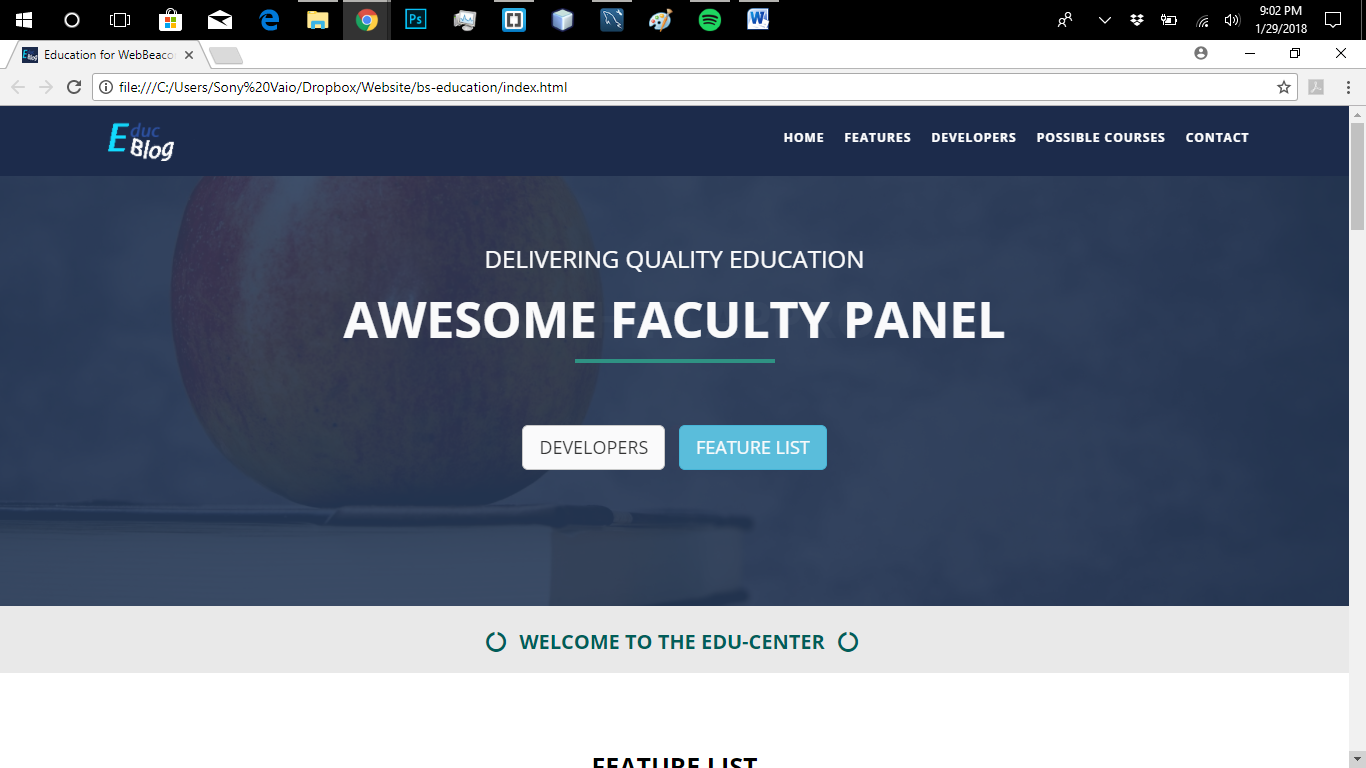 9:02 PM
1/29/2018
Education for WebBeaco
file:///C:/Users/Sony%20Vaio/Dropbox/Website/bs-education/index.html
Educ
Blog
HOME FEATURES DEVELOPERS POSSIBLE COURSES CONTACT
DELIVERING QUALITY EDUCATION
AWESOME FACULTY PANEL
DEVELOPERS FEATURE LIST
WELCOME TO THE EDU-CENTER
FEATURE LIST